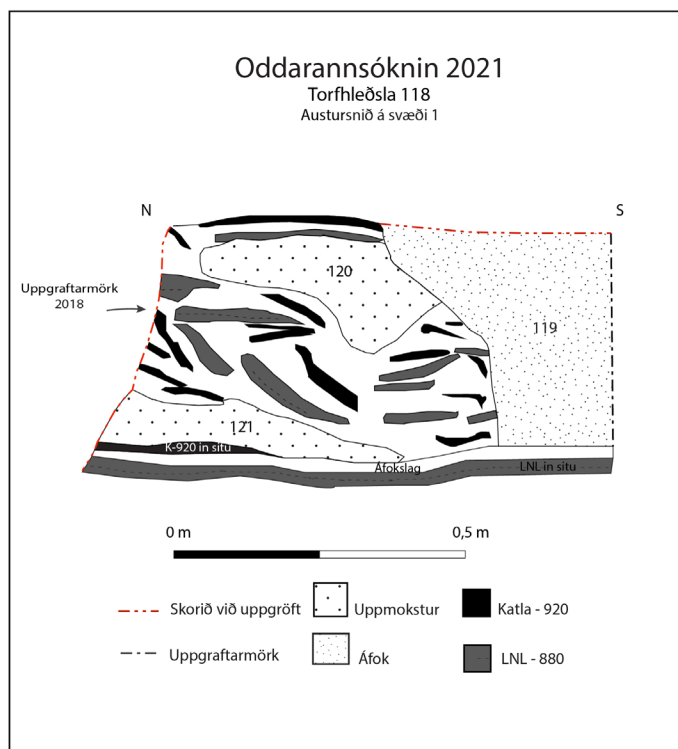 Oddarannsóknin 2021
Torfhleðsla 118
Austursnið á svæði 1
N
S
120
Uppgraftarmörk
2018
119
121
K-920 in situ
Áfokslag
LNL in situ
0 m
0,5 m
Skorið við uppgröft
Uppmokstur
Katla - 920
Uppgraftarmörk
Áfok
LNL - 880